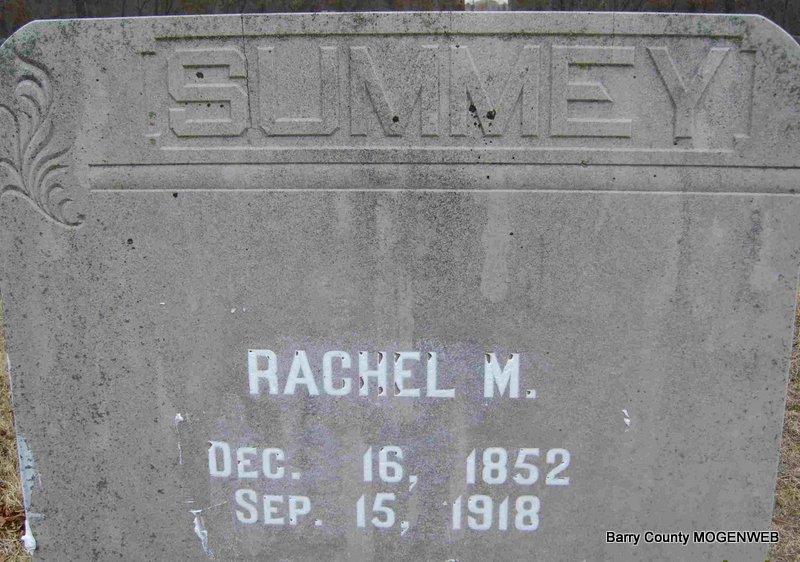 SUMMEY
RACHEL M.
DEC. 16, 1852
SEP. 15, 1918
Barry County MOGENWEB